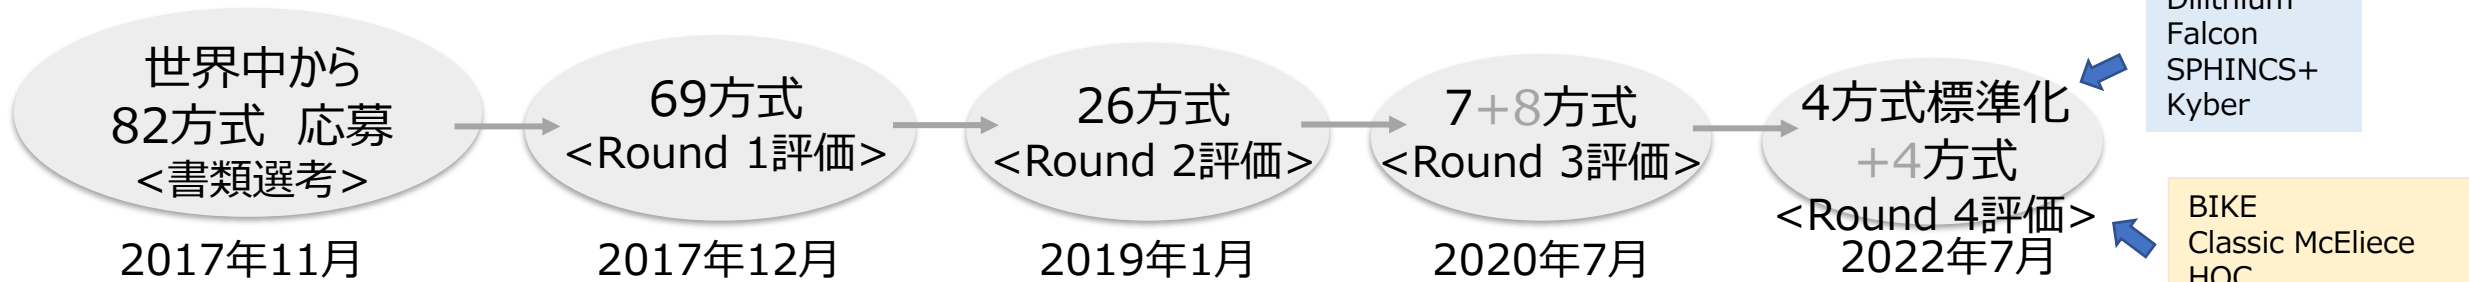 世界中から
82方式 応募
<書類選考>
2017年11月
69方式
<Round 1評価>
2017年12月
26方式
<Round 2評価>
2019年1月
7+8方式
<Round 3評価>
2020年7月
4方式標準化
+4方式
<Round 4評価>
2022年7月
Dilithium
Falcon
SPHINCS+
Kyber
BIKE
Classic McEliece
HQC